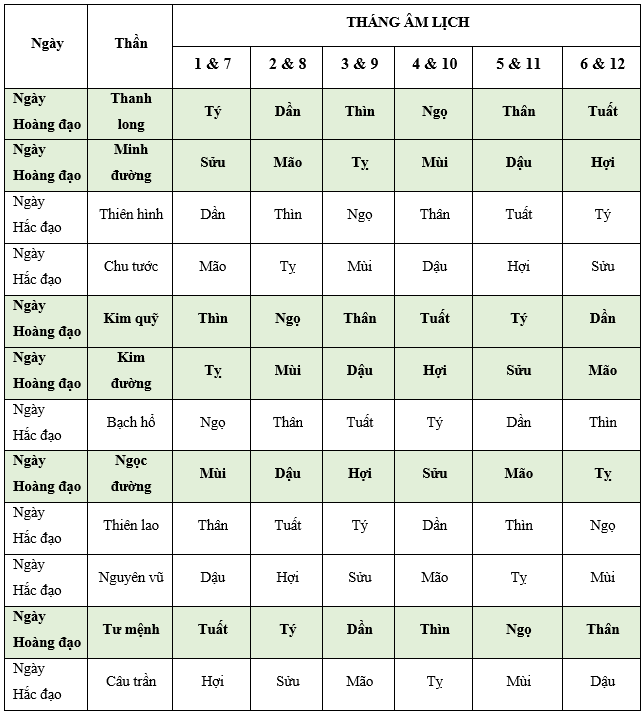 Ngày Thần THÁNG ÂM LỊCH
1 & 7 2 & 8 3 & 9 4 & 10 5 & 11 6 & 12
Ngày Hoàng đạo Thanh long Tý Dần Thìn Ngọ Thân Tuất
Ngày Hoàng đạo Minh đường Sửu Mão Tỵ Mùi Dậu Hợi
Ngày Hắc đạo Thiên hình Dần Thìn Ngọ Thân Tuất Tý
Ngày Hắc đạo Chu tước Mão Tỵ Mùi Dậu Hợi Sửu
Ngày Hoàng đạo Kim quỹ Thìn Ngọ Thân Tuất Tý Dần
Ngày Hoàng đạo Kim đường Tỵ Mùi Dậu Hợi Sửu Mão
Ngày Hắc đạo Bạch hổ Ngọ Thân Tuất Tý Dần Thìn
Ngày Hoàng đạo Ngọc đường Mùi Dậu Hợi Sửu Mão Tỵ
Ngày Hắc đạo Thiên lao Thân Tuất Tý Dần Thìn Ngọ
Ngày Hắc đạo Nguyên vũ Dậu Hợi Sửu Mão Tỵ Mùi
Ngày Hoàng đạo Tư mệnh Tuất Tý Dần Thìn Ngọ Thân
Ngày Hắc đạo Câu trần Hợi Sửu Mão Tỵ Mùi Dậu